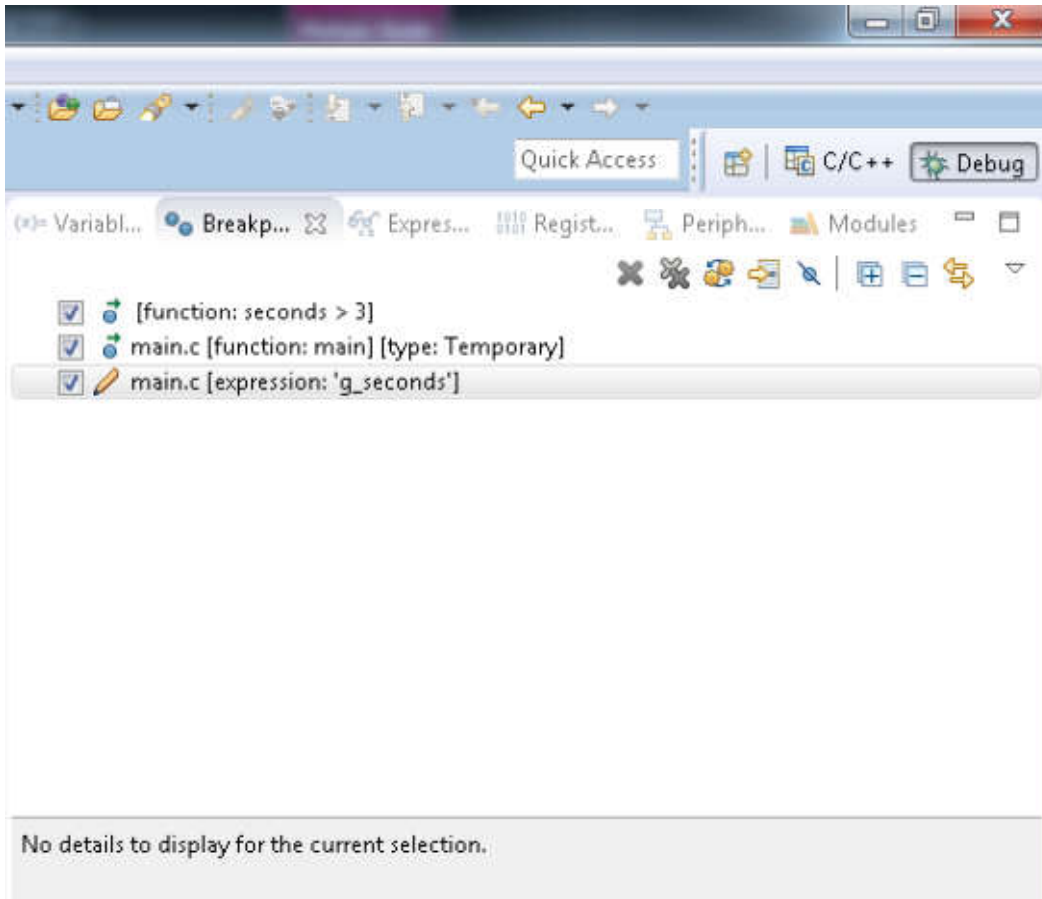 Quick Access
C/C++
Debug
Variabl... Breakp... Expres... Regist... Periph... Modules
[function: seconds > 3]
main.c [function: main] [type: Temporary]
main.c [expression: 'g_seconds']
No details to display for the current selection.